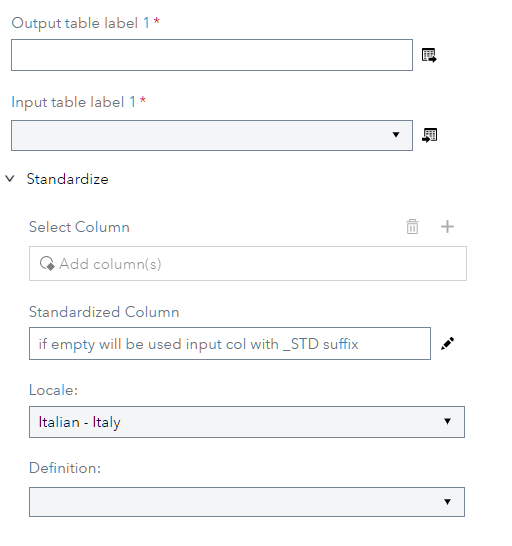 Output table label 1*
Input table label 1*
Standardize
Select Column
Add column(s)
Standardized Column
if empty will be used input col with _STD suffix
Locale:
Italian - Italy
Definition: